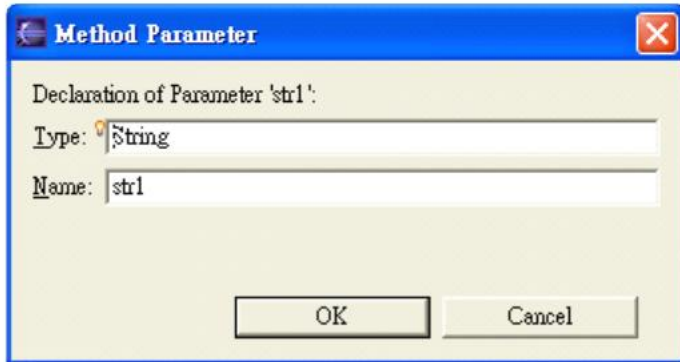 Method Parameter
Declaration of Parameter 'str1':
Type: String
Name: str1
OK Cancel